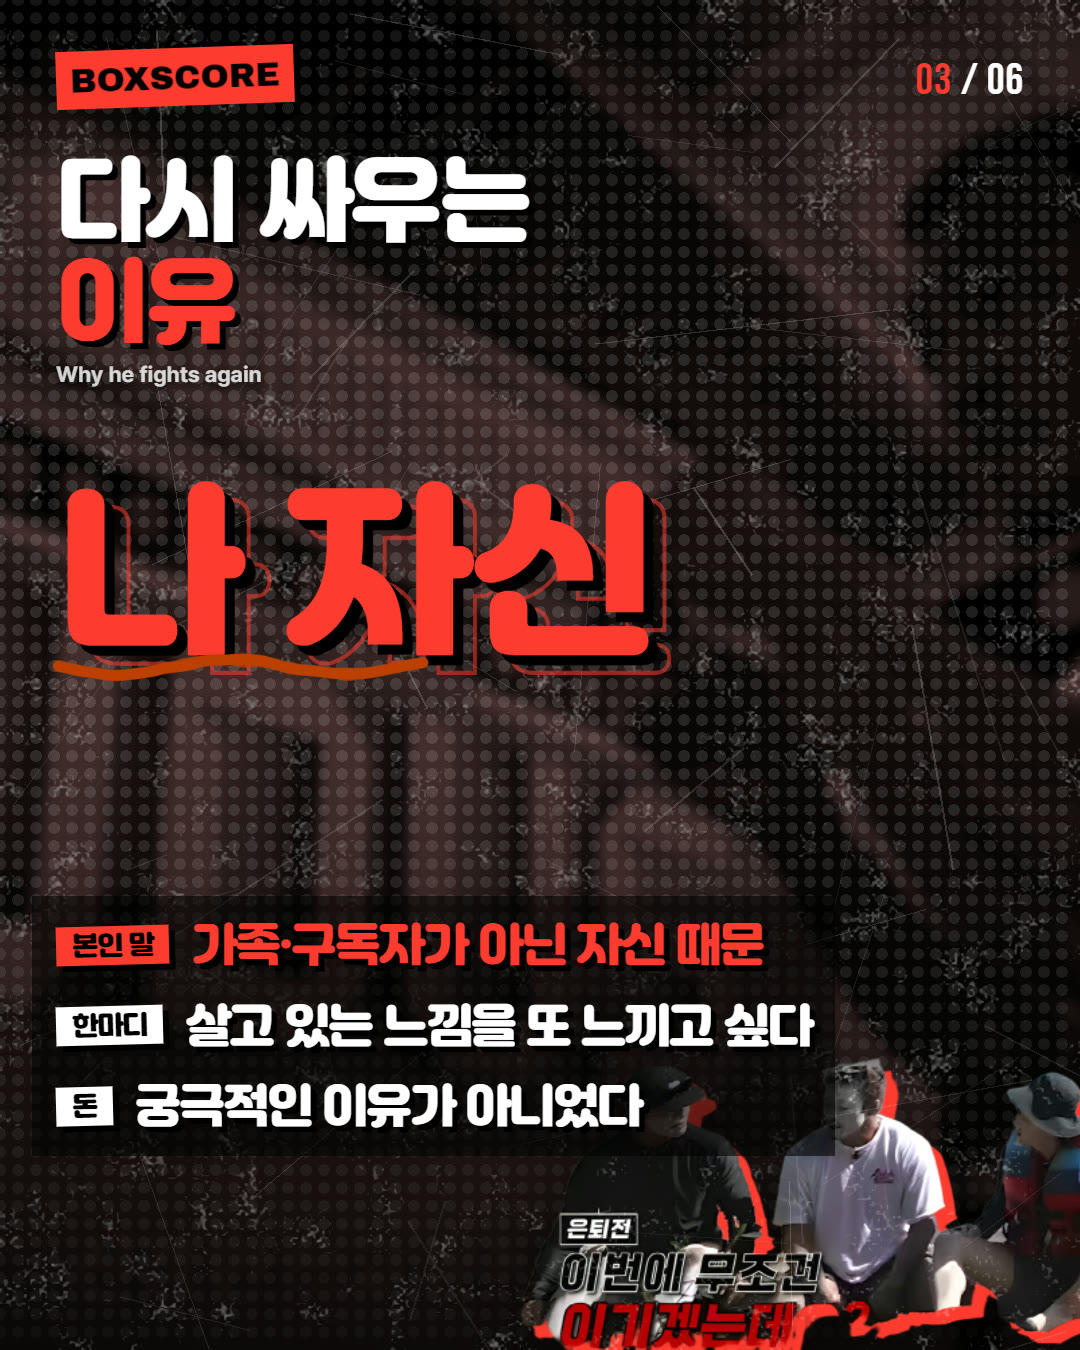 BOXSCORE
03 / 06
다시 싸우는
이유
Why he fights again
나 자신
본인 말 가족·구독자가 아닌 자신 때문
한마디 살고 있는 느낌을 또 느끼고 싶다
돈 궁극적인 이유가 아니었다
은퇴전
이번에 무조건
이기겠는데